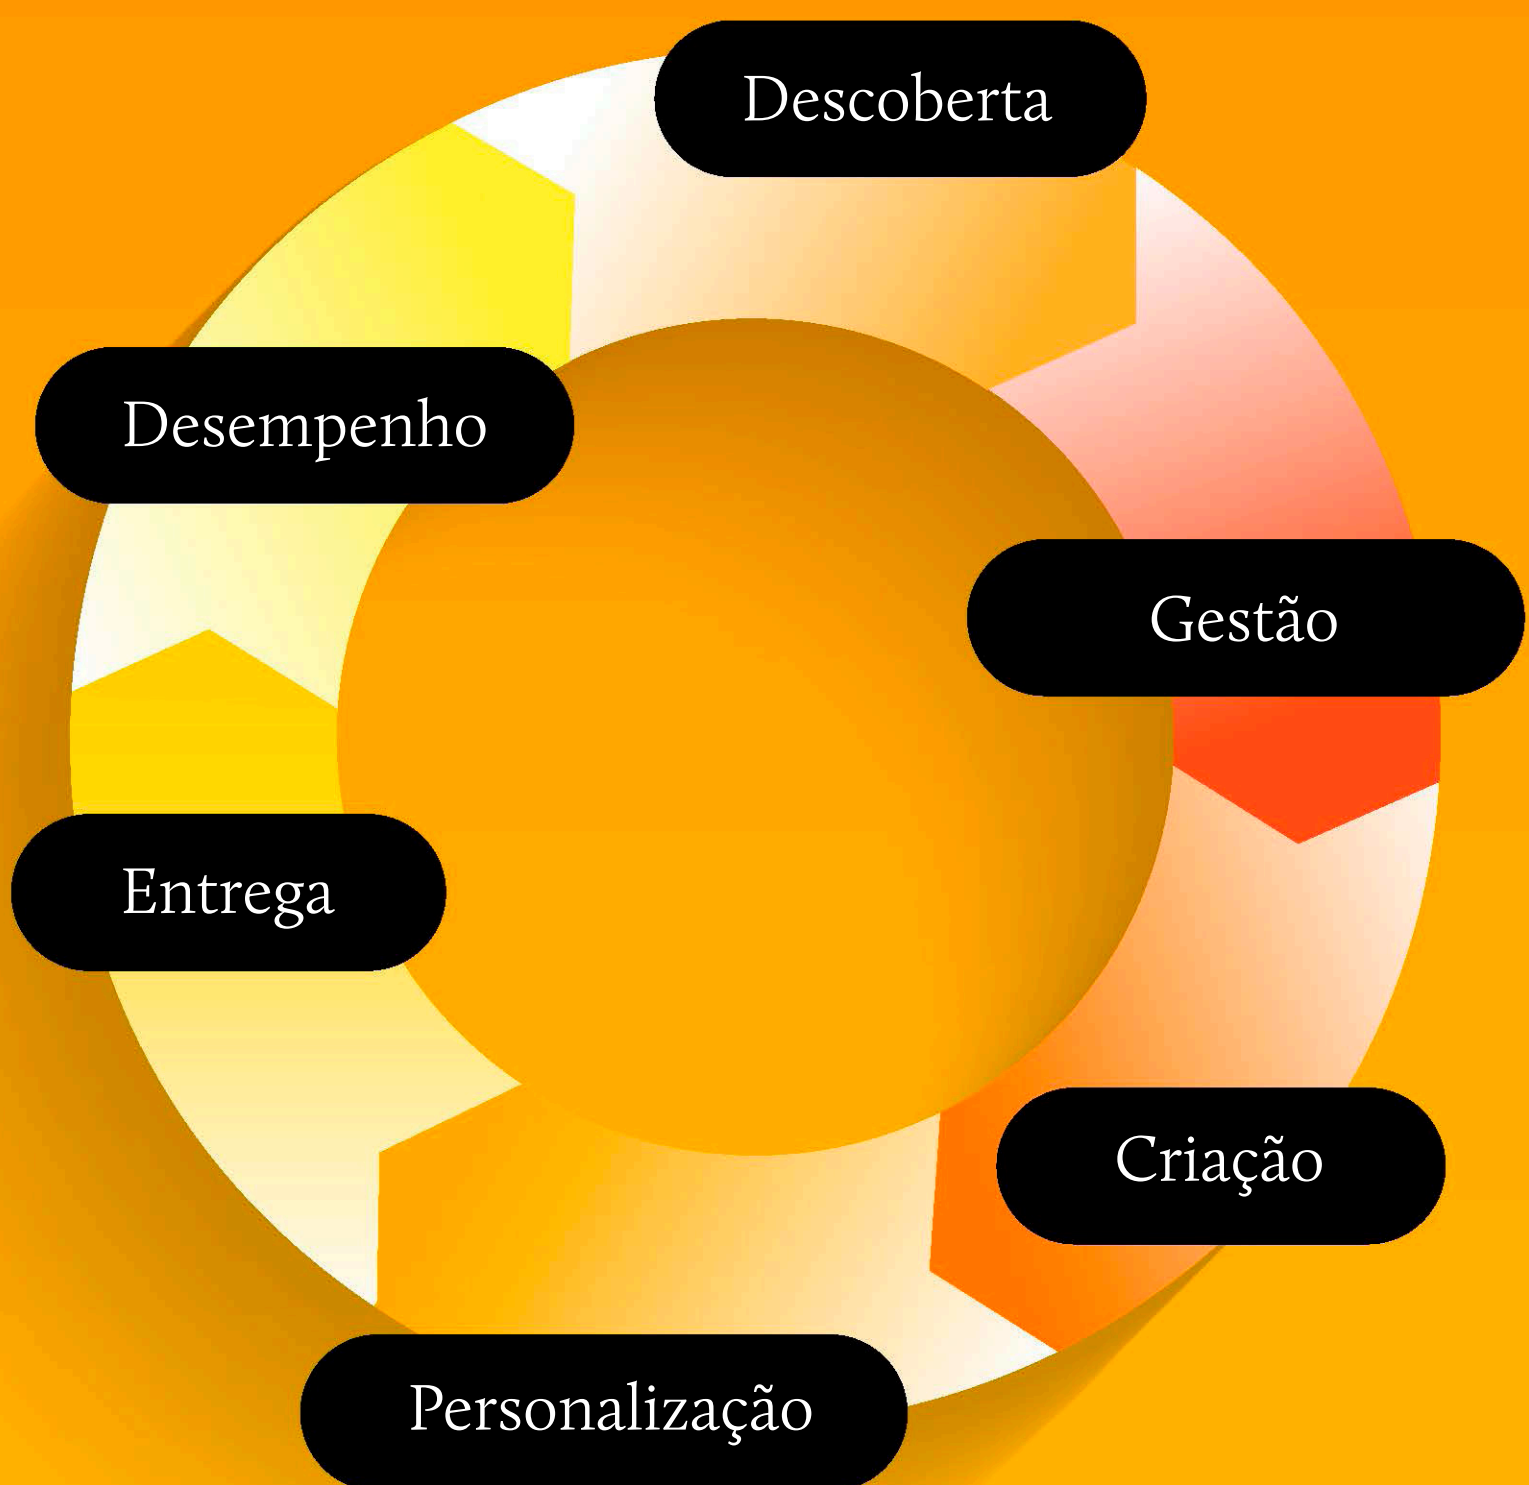 Descoberta
Desempenho
Gestão
Entrega
Criação
Personalização